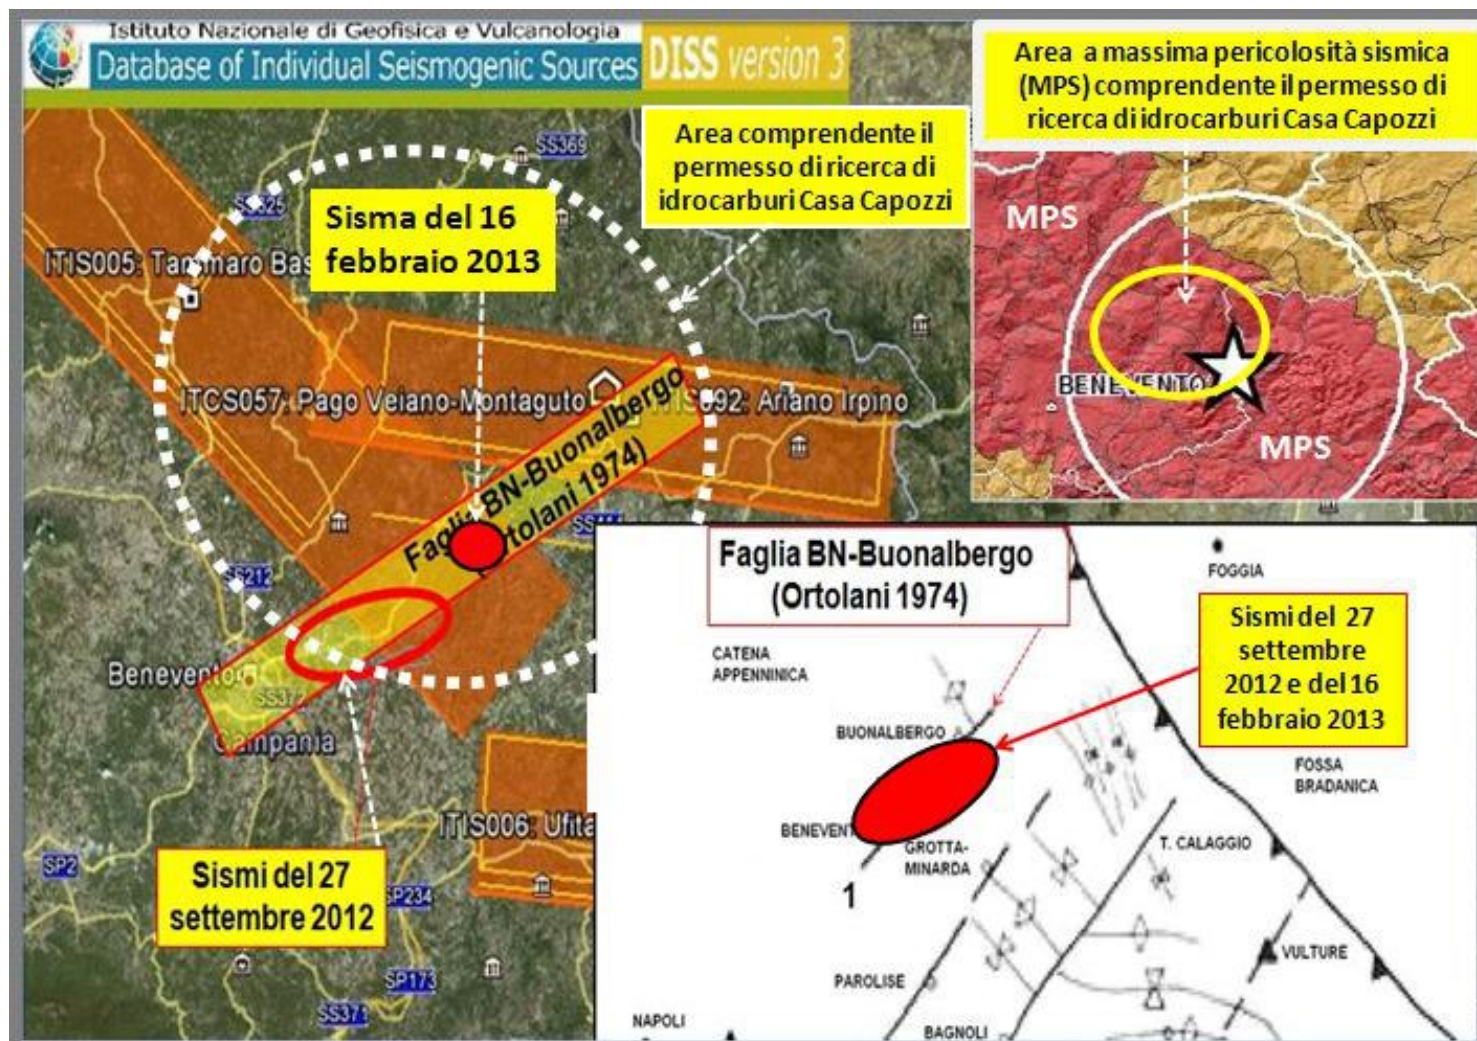 Istituto Nazionale di Geofisica e Vulcanologia
Database of Individual Seismogenic Sources
DISS version 3
Area a massima pericolosità sismica
(MPS) comprendente il permesso di
ricerca di idrocarburi Casa Capozzi
Area comprendente il
permesso di ricerca di
idrocarburi Casa Capozzi
SS369
Sisma del 16
febbraio 2013
ITIS005: Tammaro Bas
MPS
BENEVENTO
MPS
ITCS057: Pago Veiano-Montaguto
ITIS092: Ariano Irpino
Faglia BN-Buonalbergo
(Ortolani 1974)
SS212
Benevento
SS372
Campania
ITIS006: Ufita
SP2
Sismi del 27
settembre 2012
SP234
SP173
SS371
Faglia BN-Buonalbergo
(Ortolani 1974)
FOGGIA
Sismi del 27
settembre
2012 e del 16
febbraio 2013
CATENA
APPENNINICA
BUONALBERGO
FOSSA
BRADANICA
BENEVENT
GROTTA-
MINARDA
T. CALAGGIO
1
VULTURE
PAROLISE
NAPOLI
BAGNOLI